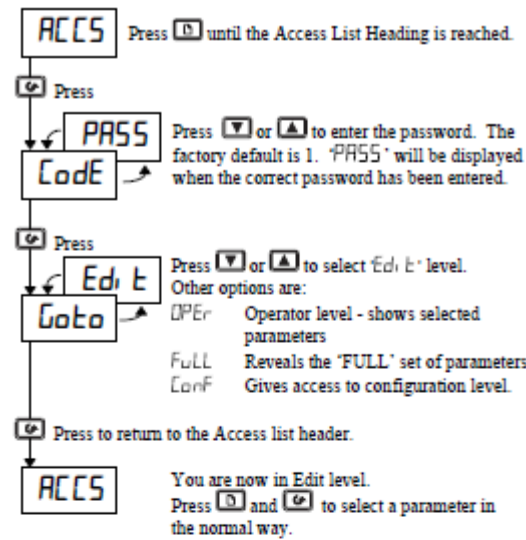 ACCS Press until the Access List Heading is reached.
Press
PASS
CodE
Press or to enter the password. The
factory default is 1. 'PASS' will be displayed
when the correct password has been entered.
Press
Edit
Goto
Press or to select 'Edit' level.
Other options are:
OPEr Operator level - shows selected
parameters
FuLL Reveals the "FULL" set of parameters
ConF Gives access to configuration level.
Press to return to the Access list header.
ACCS
You are now in Edit level.
Press and to select a parameter in
the normal way.